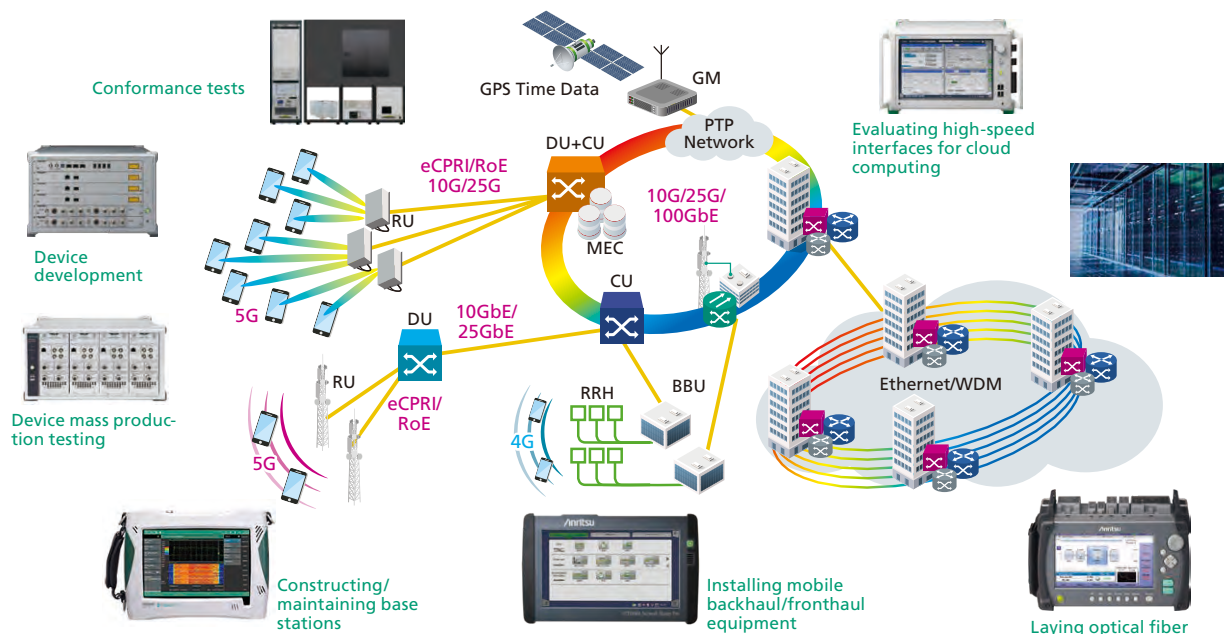 Conformance tests
GPS Time Data
GM
PTP
Network
Evaluating high-speed
interfaces for cloud
computing
DU+CU
eCPRI/RoE
10G/25G
RU
MEC
10G/25G/
100GbE
Device
development
5G
CU
10GbE/
25GbE
DU
RU
eCPRI/
RoE
5G
Device mass produc-
tion testing
4G
RRH
BBU
Ethernet/WDM
Anritsu
Anritsu
Constructing/
maintaining base
stations
Installing mobile
backhaul/fronthaul
equipment
Laying optical fiber